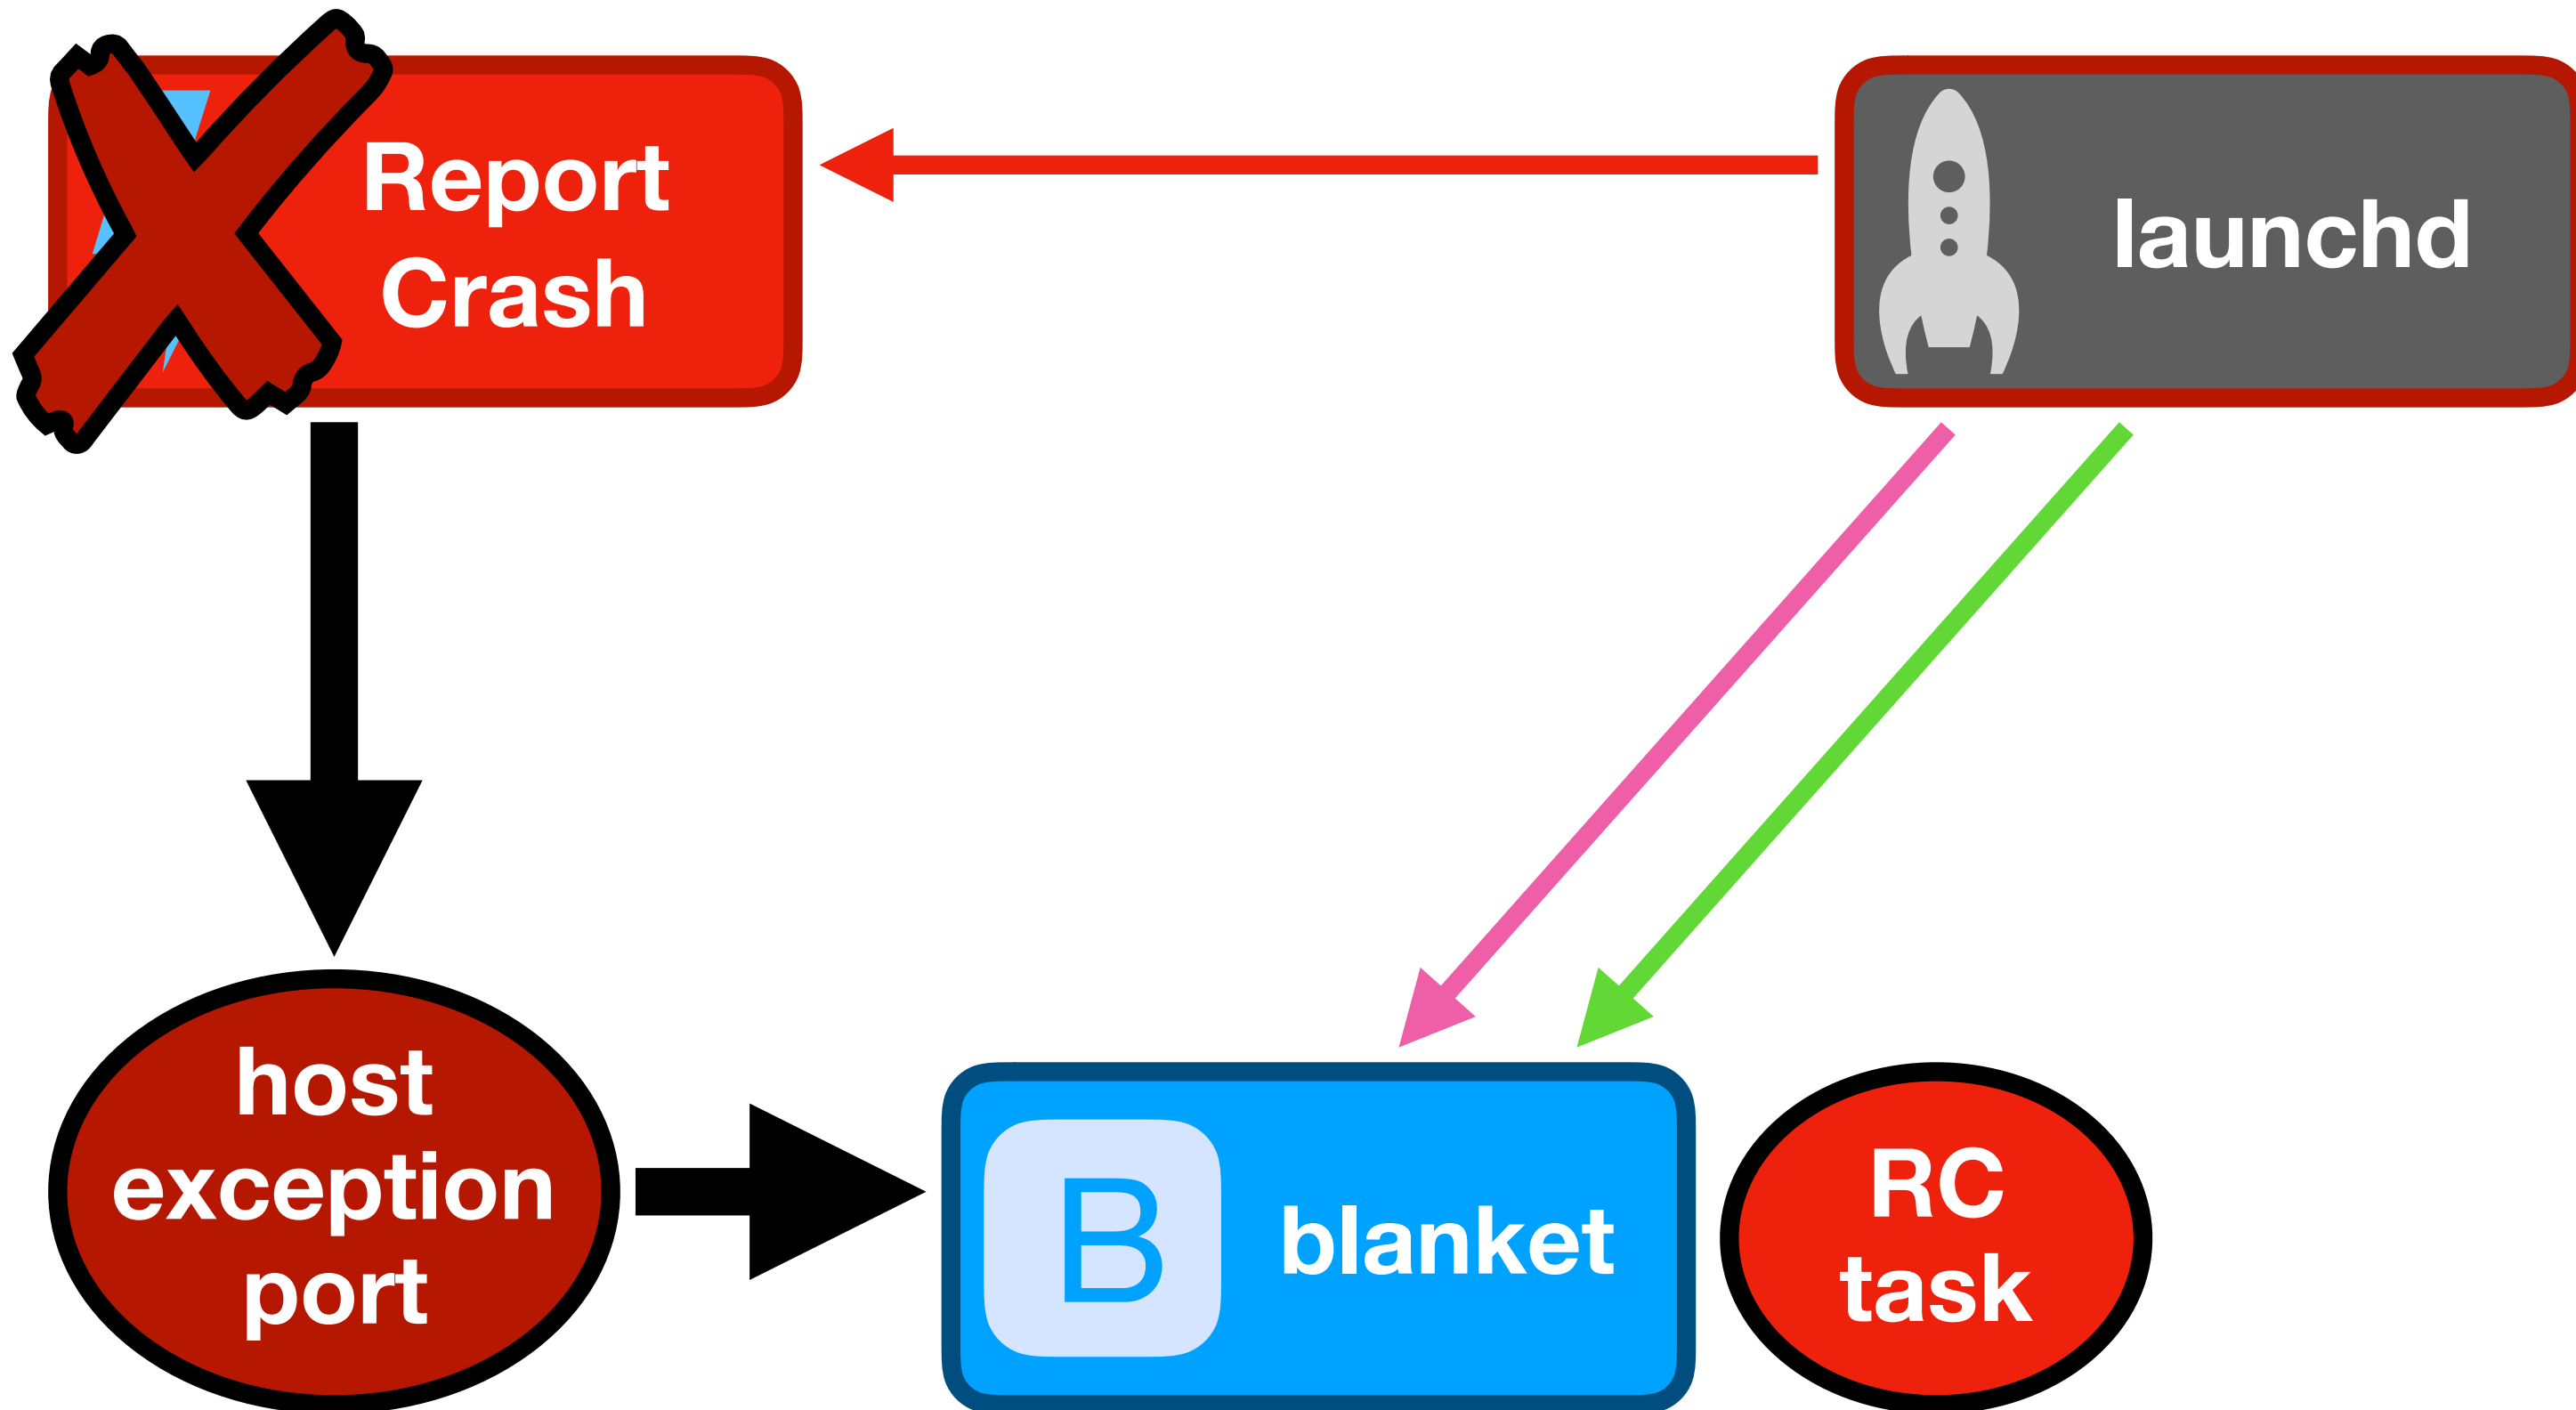 Report
Crash
launchd
host
exception
port
B
blanket
RC
task